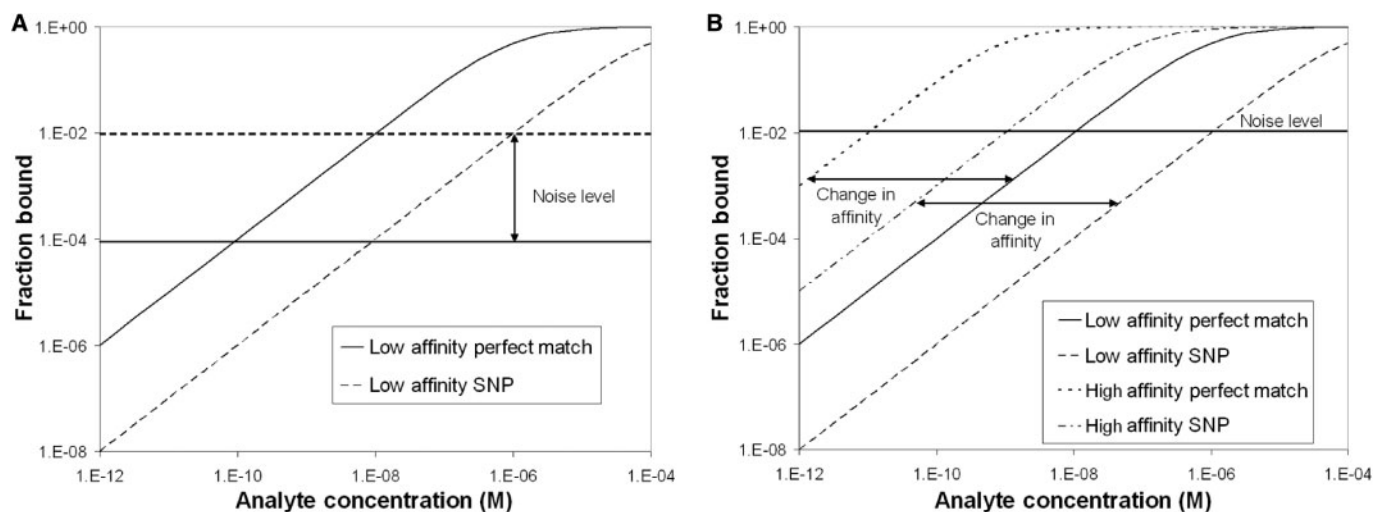 A
Fraction bound
1.E+00
1.E-02
1.E-04
1.E-06
1.E-08
Noise level
Low affinity perfect match
Low affinity SNP
1.E-12
1.E-10
1.E-08
1.E-06
1.E-04
Analyte concentration (M)
B
Fraction bound
1.E+00
1.E-02
1.E-04
1.E-06
1.E-08
Noise level
Change in
affinity
Change in
affinity
Low affinity perfect match
Low affinity SNP
High affinity perfect match
High affinity SNP
1.E-12
1.E-10
1.E-08
1.E-06
1.E-04
Analyte concentration (M)